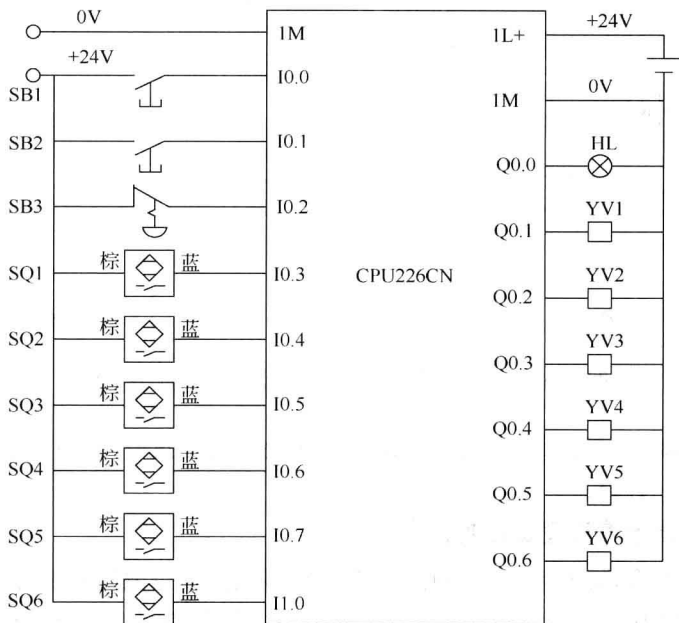 0V
1M
1L+
+24V
+24V
SB1
I0.0
1M
0V
SB2
I0.1
HL
Q0.0
SB3
I0.2
YV1
Q0.1
棕
蓝
SQ1
I0.3
CPU226CN
YV2
Q0.2
棕
蓝
SQ2
I0.4
YV3
Q0.3
棕
蓝
SQ3
I0.5
YV4
Q0.4
棕
蓝
SQ4
I0.6
YV5
Q0.5
棕
蓝
SQ5
I0.7
YV6
Q0.6
棕
蓝
SQ6
I1.0